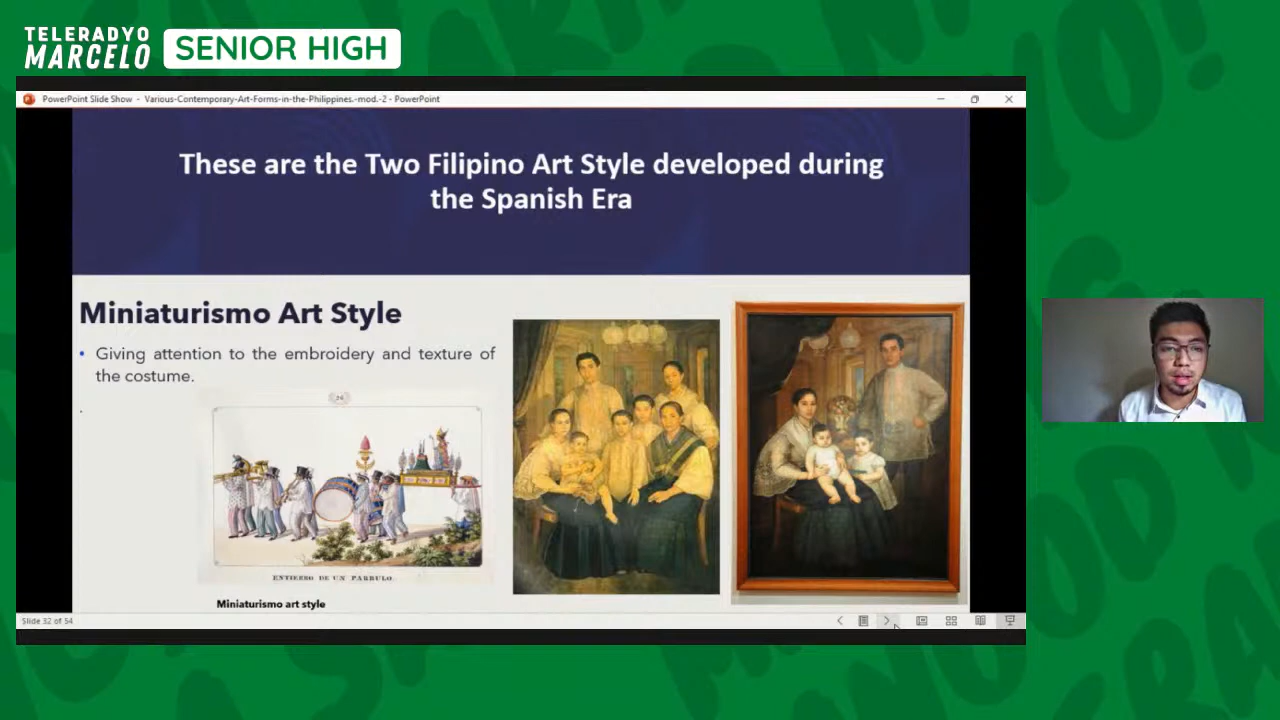 TELERADYO
MARCELO
SENIOR HIGH
PowerPoint Slide Show - Various-Contemporary-Art-Forms-in-the-Philippines.-mod.-2 - PowerPoint
These are the Two Filipino Art Style developed during
the Spanish Era
Miniaturismo Art Style
• Giving attention to the embroidery and texture of
the costume.
26
ENTIERRO DE UN PARBULO.
Miniaturismo art style
Slide 32 of 54